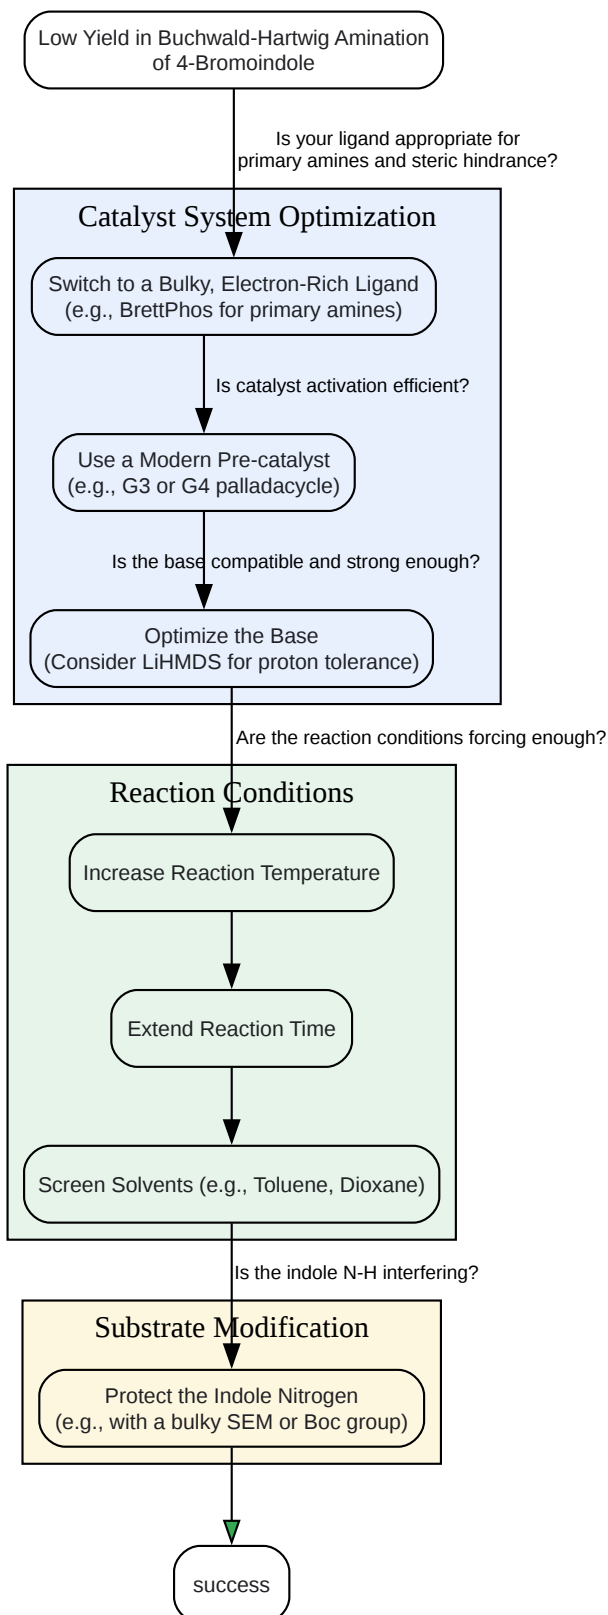 Low Yield in Buchwald-Hartwig Amination
of 4-Bromoindole
Is your ligand appropriate for
primary amines and steric hindrance?
Catalyst System Optimization
Switch to a Bulky, Electron-Rich Ligand
(e.g., BrettPhos for primary amines)
Is catalyst activation efficient?
Use a Modern Pre-catalyst
(e.g., G3 or G4 palladacycle)
Is the base compatible and strong enough?
Optimize the Base
(Consider LiHMDS for proton tolerance)
Are the reaction conditions forcing enough?
Reaction Conditions
Increase Reaction Temperature
Extend Reaction Time
Screen Solvents (e.g., Toluene, Dioxane)
Is the indole N-H interfering?
Substrate Modification
Protect the Indole Nitrogen
(e.g., with a bulky SEM or Boc group)
success